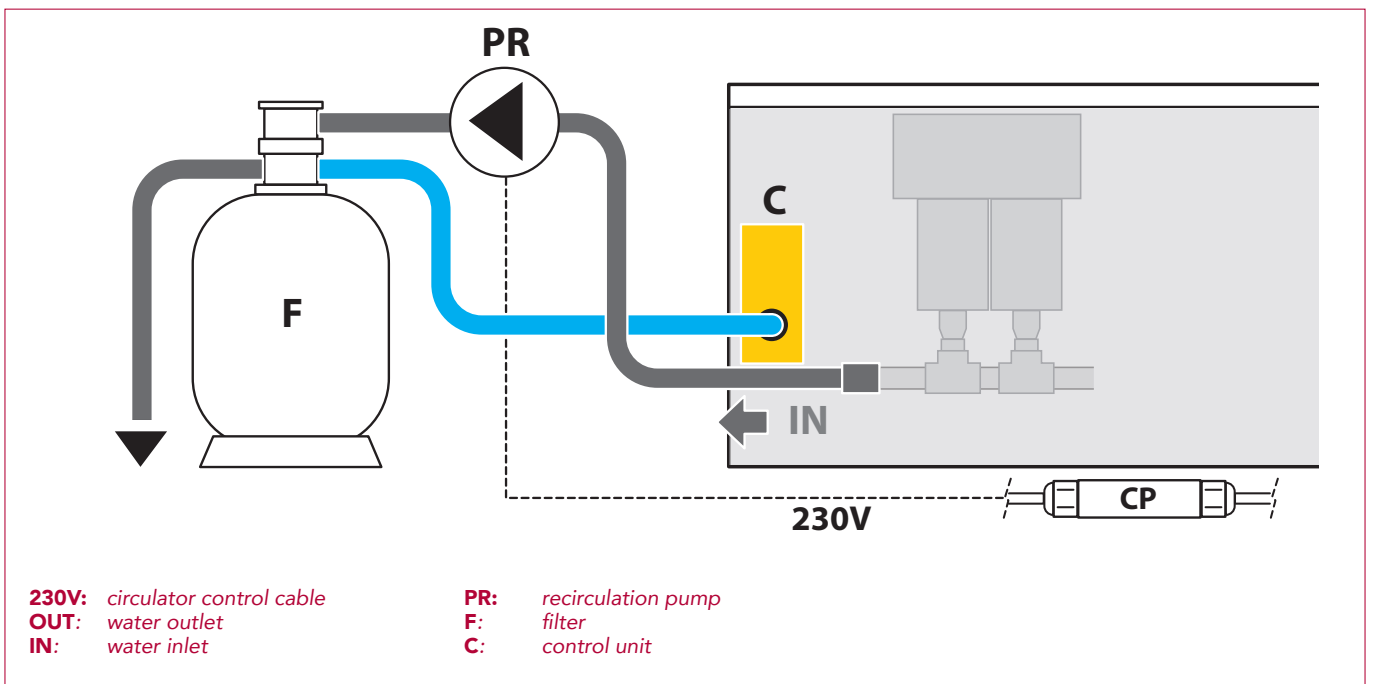 PR
C
F
IN
CP
230V
230V: circulator control cable
OUT: water outlet
IN: water inlet
PR: recirculation pump
F: filter
C: control unit